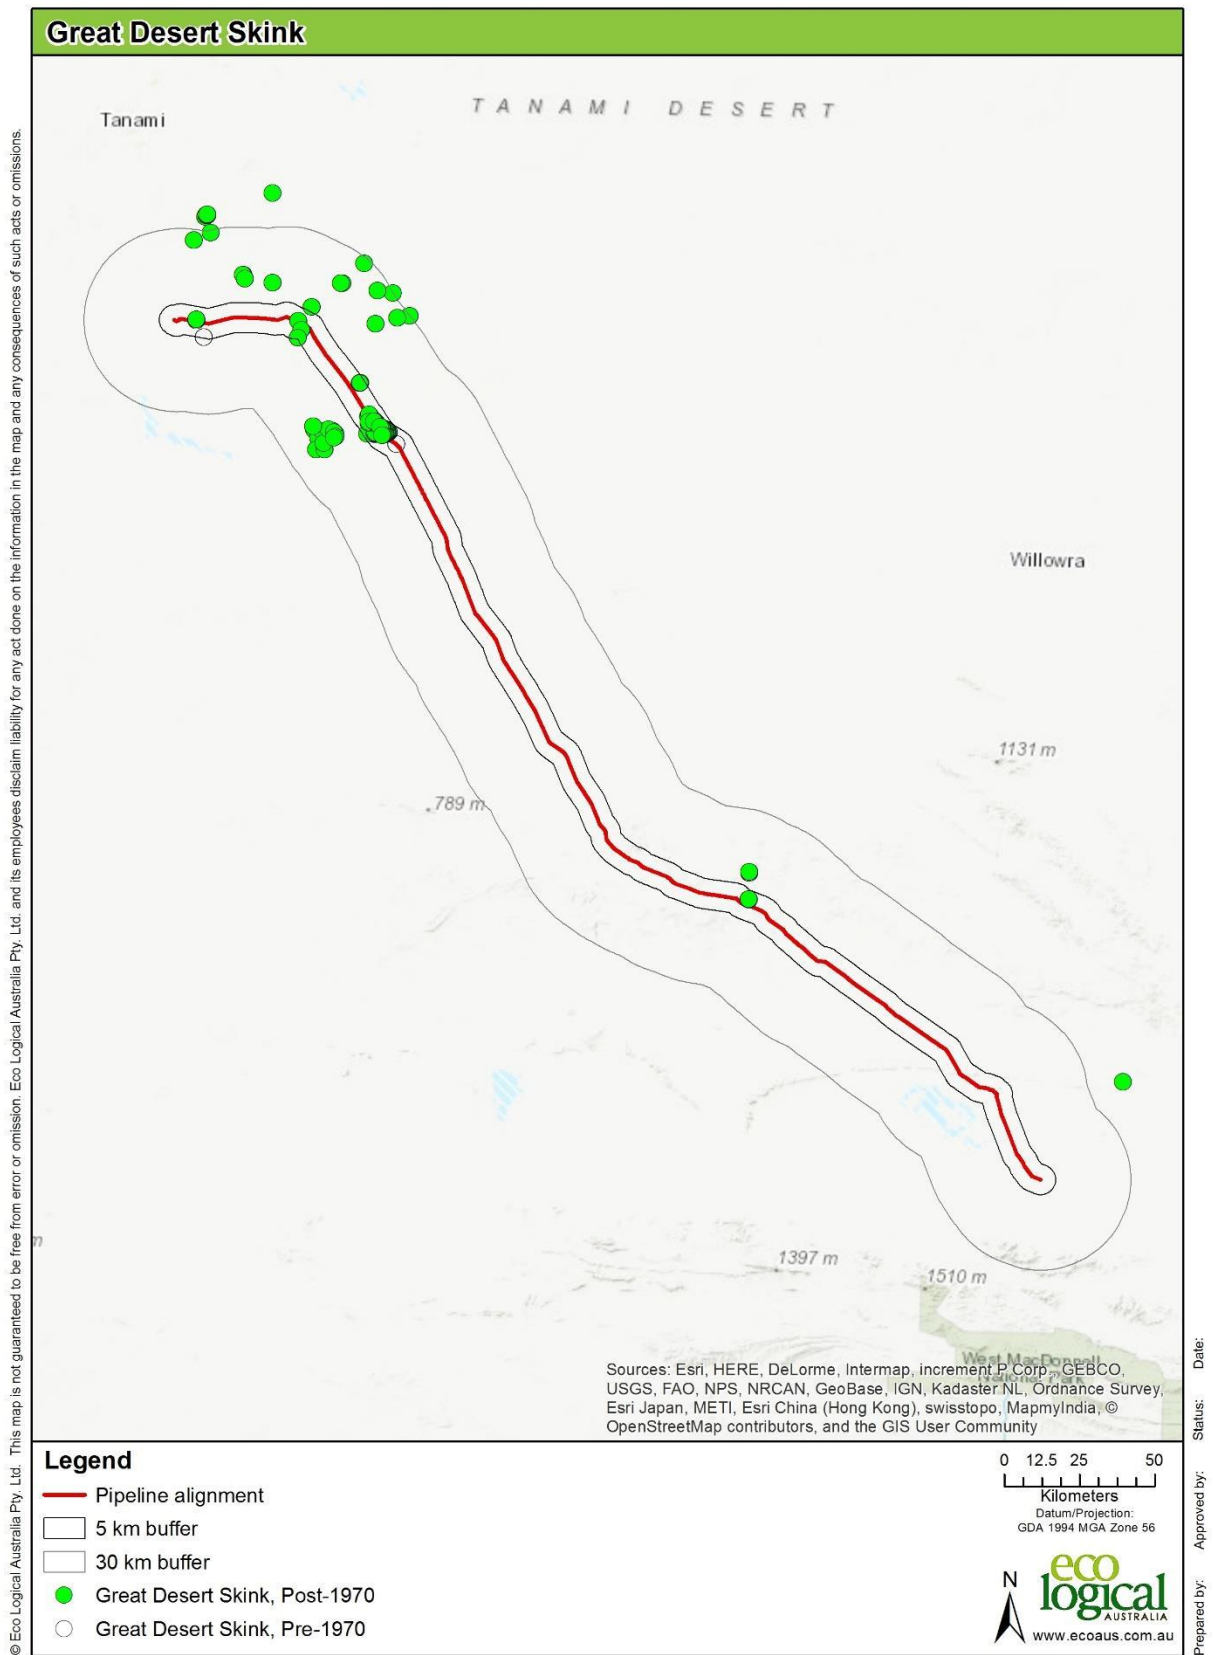 Great Desert Skink
Tanami
TANAMI DESERT
Willowra
1131 m
789 m
m
1397 m
1510 m
West MacDonnell
National Park
Sources: Esri, HERE, DeLorme, Intermap, increment P Corp., GEBCO,
USGS, FAO, NPS, NRCAN, GeoBase, IGN, Kadaster NL, Ordnance Survey,
Esri Japan, METI, Esri China (Hong Kong), swisstopo, MapmyIndia, ©
OpenStreetMap contributors, and the GIS User Community
Legend
Pipeline alignment
5 km buffer
30 km buffer
Great Desert Skink, Post-1970
Great Desert Skink, Pre-1970
0 12.5 25 50
Kilometers
Datum/Projection:
GDA 1994 MGA Zone 56
N
eco
logical
AUSTRALIA
www.ecoaus.com.au
© Eco Logical Australia Pty. Ltd. This map is not guaranteed to be free from error or omission. Eco Logical Australia Pty. Ltd. and its employees disclaim liability for any act done on the information in the map and any consequences of such acts or omissions.
Prepared by: Approved by: Status: Date: